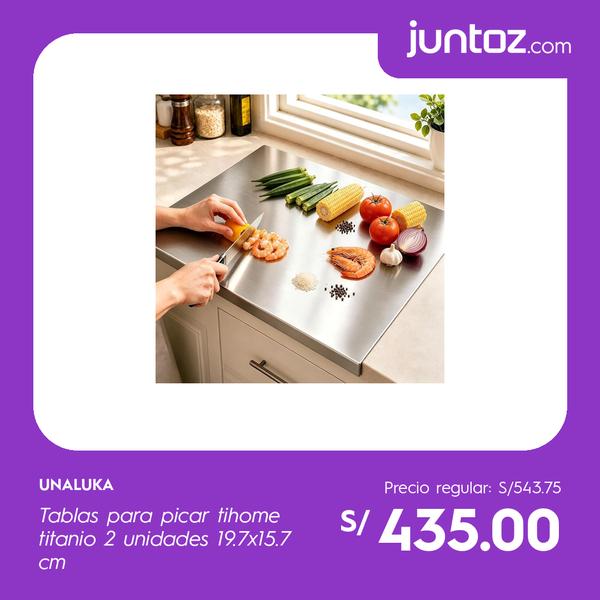 juntoz.com
UNALUKA
Tablas para picar tihome
titanio 2 unidades 19.7x15.7
cm
Precio regular: S/543.75
S/ 435.00